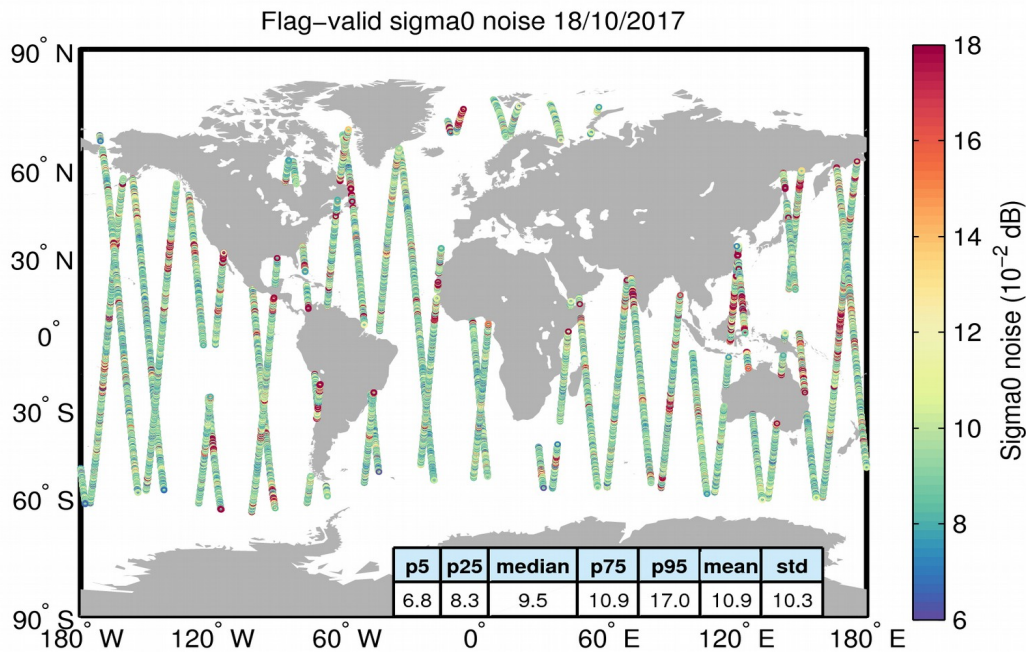 Flag−valid sigma0 noise 18/10/2017
90° N
60° N
30° N
0°
30° S
60° S
90° S
180° W
120° W
60° W
0°
60° E
120° E
180° E
p5 p25 median p75 p95 mean std
6.8 8.3 9.5 10.9 17.0 10.9 10.3
18
16
14
12
10
8
6
Sigma0 noise (10⁻² dB)